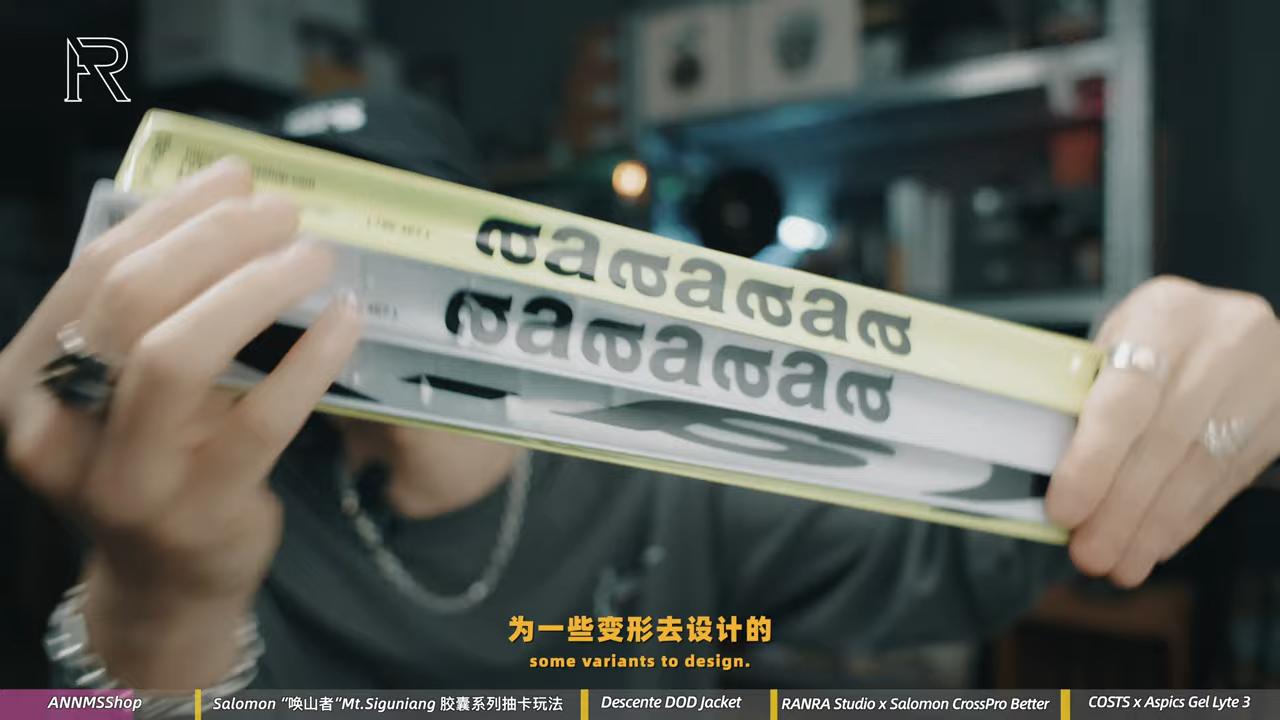 R
aaaaaaa
aaaaaaa
为一些变形去设计的
some variants to design.
ANNMSShop
Salomon “唤山者”Mt.Siguniang 胶囊系列抽卡玩法
Descente DOD Jacket
RANRA Studio x Salomon CrossPro Better
COSTS x Aspics Gel Lyte 3